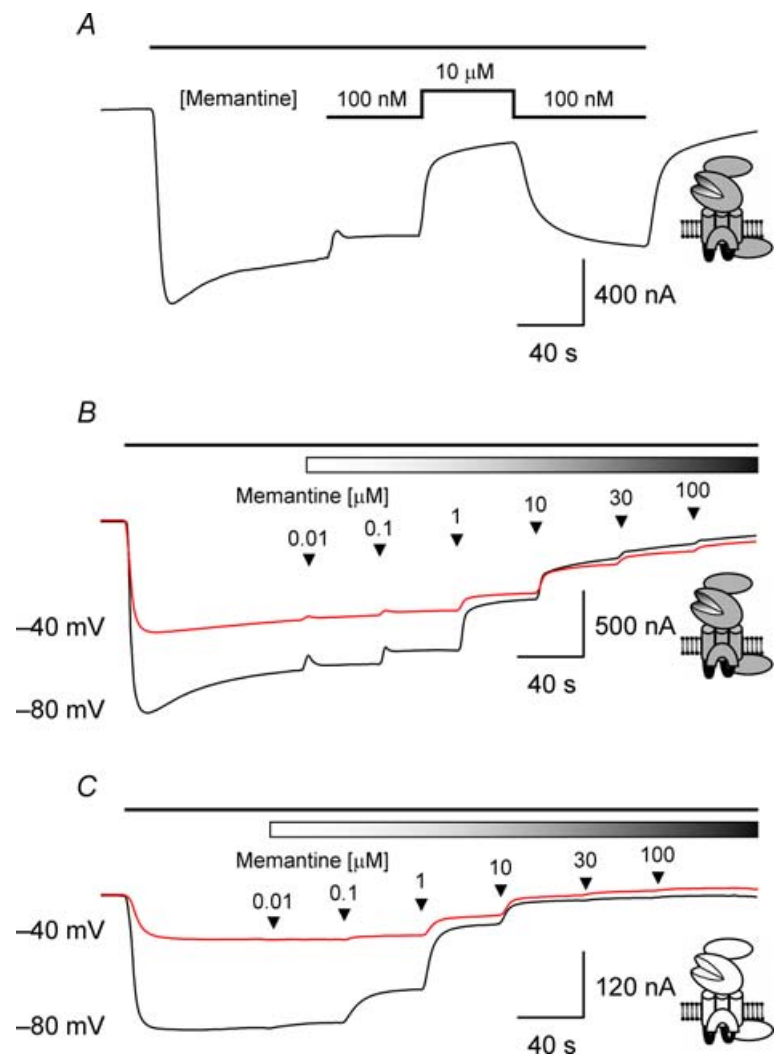 A
10 μM
[Memantine] 100 nM 100 nM
400 nA
40 s
B
Memantine [μM]
0.01 0.1 1 10 30 100
–40 mV
500 nA
40 s
–80 mV
C
Memantine [μM]
0.01 0.1 1 10 30 100
–40 mV
120 nA
–80 mV
40 s